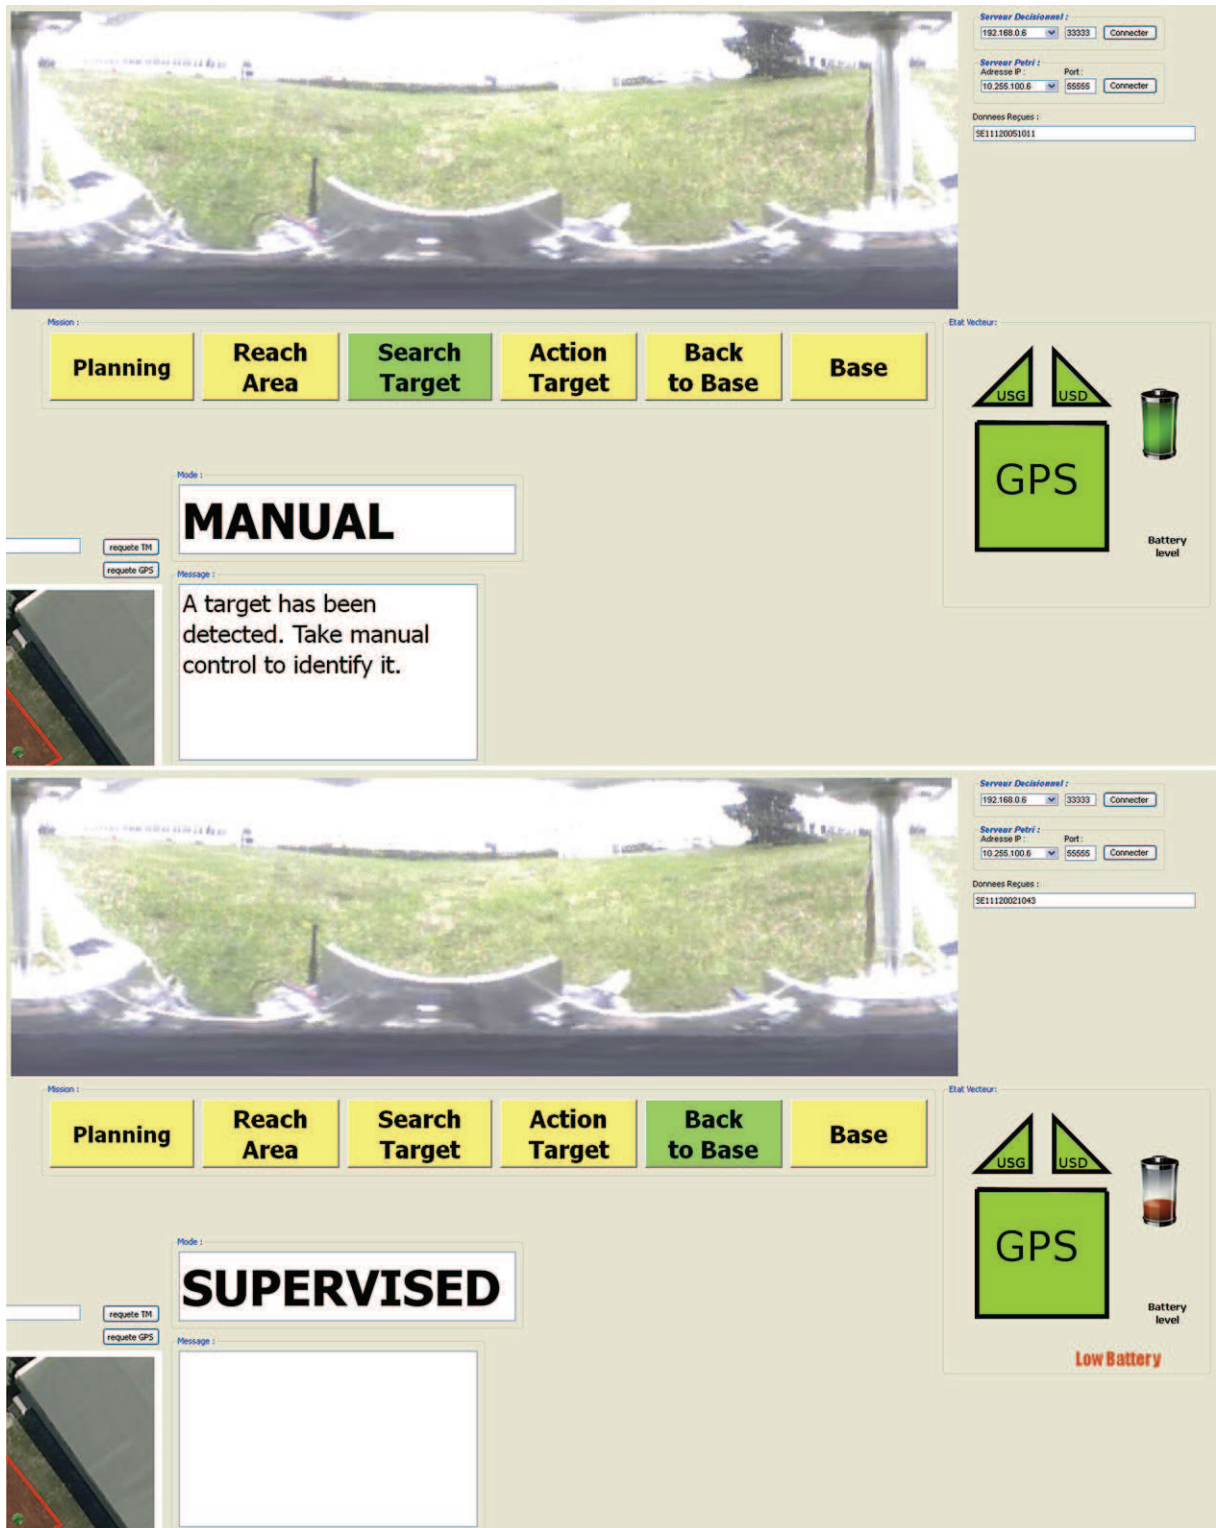 Serveur Decisionnel :
192.168.0.6 33333 Connecter
Serveur Petri :
Adresse IP : Port :
10.255.100.6 55555 Connecter
Donnees Reçues :
SE11120051011
Mission :
Planning
Reach
Area
Search
Target
Action
Target
Back
to Base
Base
Etat Vecteur:
USG USD
GPS
Battery
level
Mode :
MANUAL
requete TM
requete GPS
Message :
A target has been
detected. Take manual
control to identify it.
Serveur Decisionnel :
192.168.0.6 33333 Connecter
Serveur Petri :
Adresse IP : Port :
10.255.100.6 55555 Connecter
Donnees Reçues :
SE11120021043
Mission :
Planning
Reach
Area
Search
Target
Action
Target
Back
to Base
Base
Etat Vecteur:
USG USD
GPS
Battery
level
Low Battery
Mode :
SUPERVISED
requete TM
requete GPS
Message :